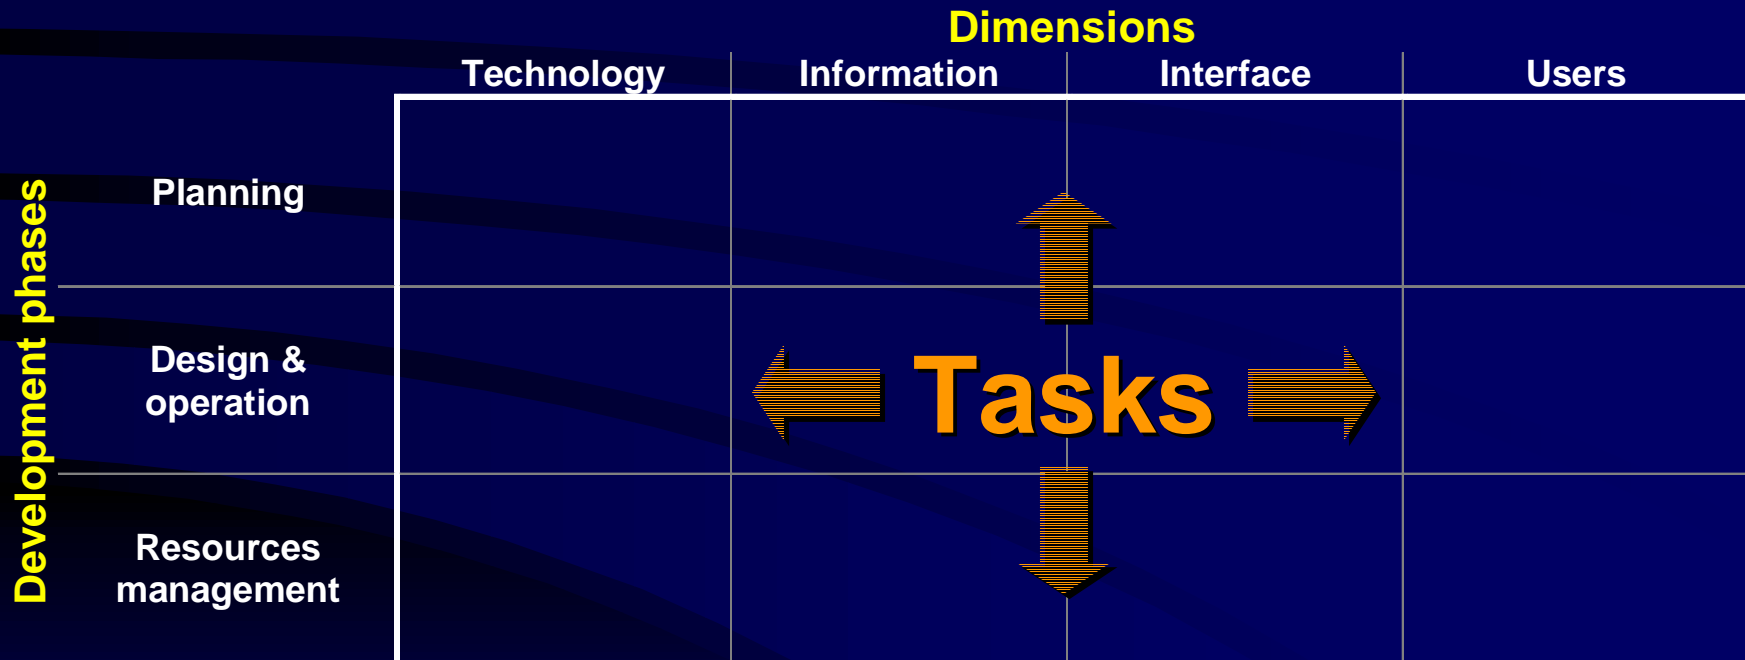 Dimensions
Technology Information Interface Users
Development phases
Planning
Design &
operation
Tasks
Resources
management